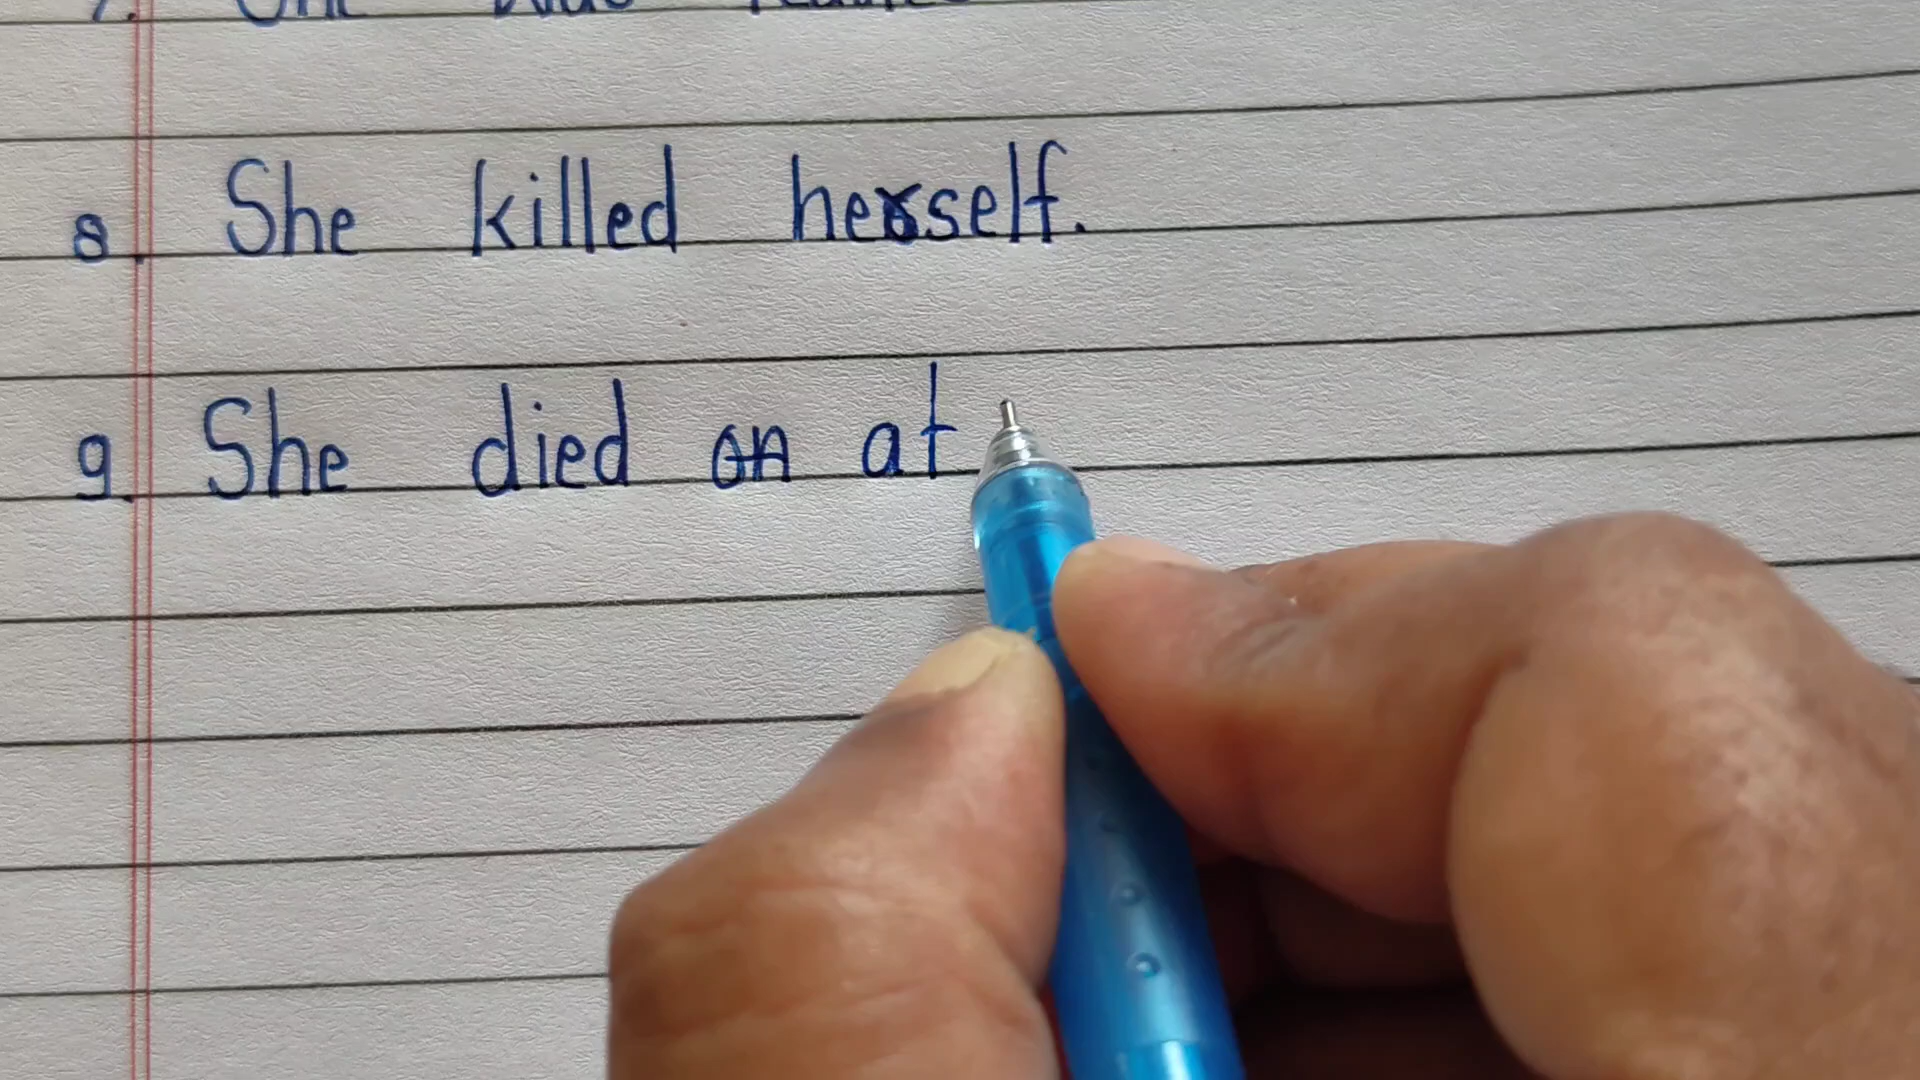 8. She killed herself.
9. She died on at